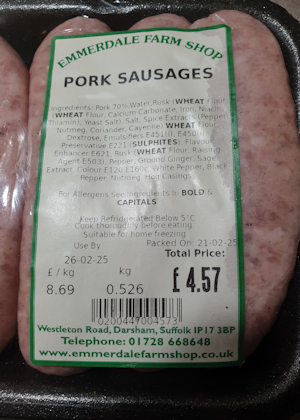 EMMERDALE FARM SHOP
PORK SAUSAGES
Ingredients: Pork 70%,Water,Rusk (WHEAT Flour
(WHEAT Flour, Calcium Carbonate, Iron, Niacin,
Thiamin), Yeast Salt), Salt, Spice Extracts (Pepper,
Nutmeg, Coriander, Cayenne) WHEAT Flour,
Dextrose, Emulsifiers E451(i), E450
Preservative E221 (SULPHITES), Flavour
Enhancer E621, Rusk (WHEAT Flour, Raising
Agent E503), Pepper, Ground Ginger, Sage
Extract, Colour E120 E160c, White Pepper, Black
Pepper, Nutmeg, Hog Casings
For Allergens See Ingredients in BOLD &
CAPITALS
Keep Refrigerated Below 5°C
Cook thoroughly before eating
Suitable for home freezing
Use By Packed On: 21-02-25
26-02-25 Total Price:
£ / kg kg £ 4.57
8.69 0.526
0200447004573
Westleton Road, Darsham, Suffolk IP17 3BP
Telephone: 01728 668648
www.emmerdalefarmshop.co.uk